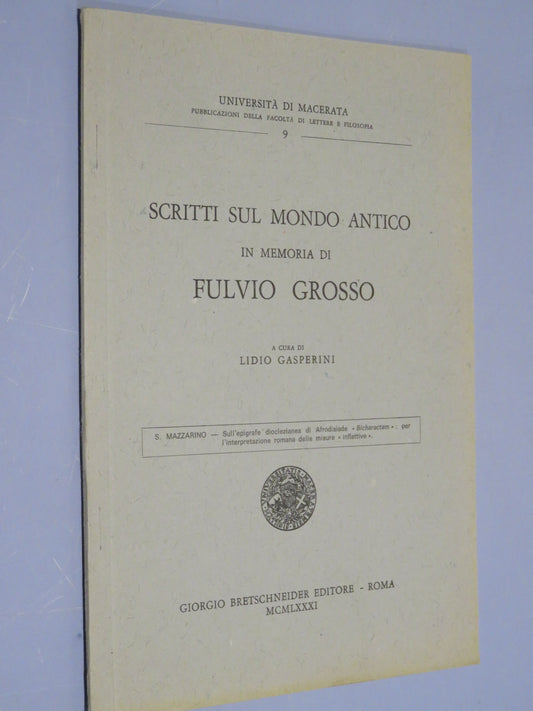 UNIVERSITÀ DI MACERATA
PUBBLICAZIONI DELLA FACOLTÀ DI LETTERE E FILOSOFIA
9
SCRITTI SUL MONDO ANTICO
IN MEMORIA DI
FULVIO GROSSO
A CURA DI
LIDIO GASPERINI
S. MAZZARINO — Sull'epigrafe dioclezianea di Afrodisiade « Bicharactam » : per
l'interpretazione romana delle misure « inflattive ».
GIORGIO BRETSCHNEIDER EDITORE - ROMA
MCMLXXXI